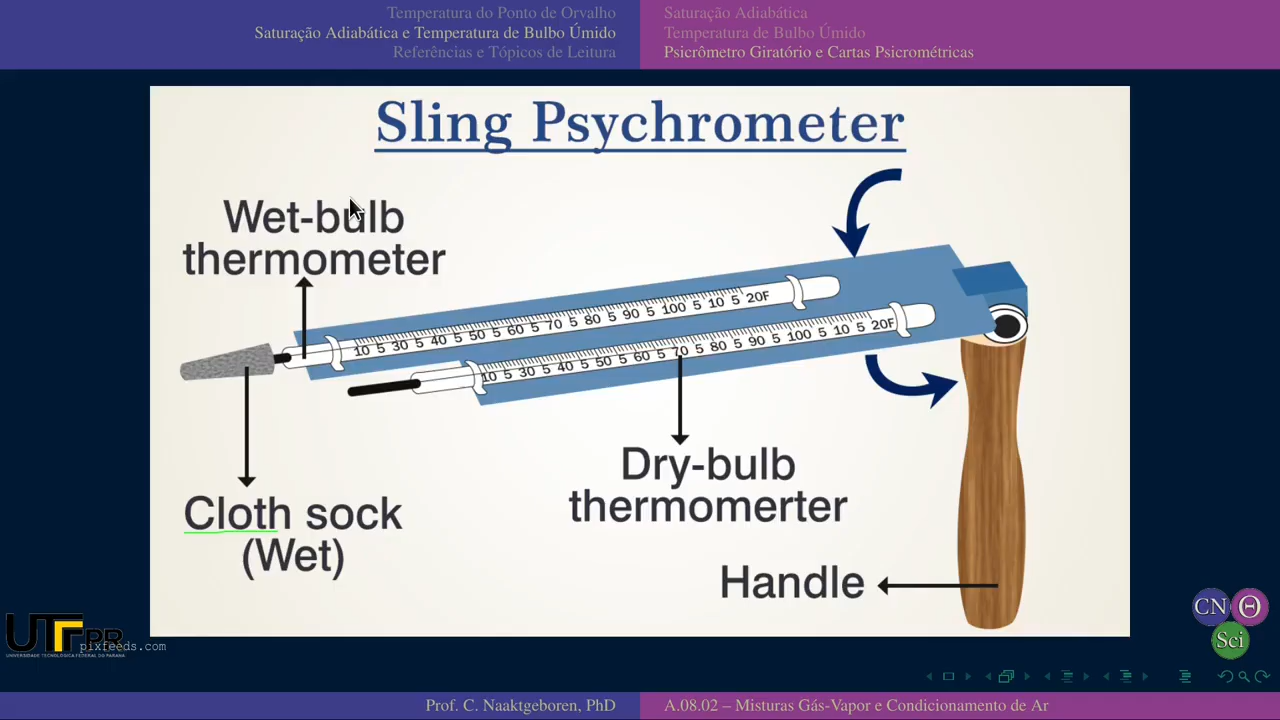 Temperatura do Ponto de Orvalho
Saturação Adiabática e Temperatura de Bulbo Úmido
Referências e Tópicos de Leitura
Saturação Adiabática
Temperatura de Bulbo Úmido
Psicrômetro Giratório e Cartas Psicrométricas
Sling Psychrometer
Wet-bulb
thermometer
10 5 30 5 40 5 50 5 60 5 70 5 80 5 90 5 100 5 10 5 20F
10 5 30 5 40 5 50 5 60 5 70 5 80 5 90 5 100 5 10 5 20F
Dry-bulb
thermomerter
Cloth sock
(Wet)
Handle
UTFPR
UNIVERSIDADE TECNOLÓGICA FEDERAL DO PARANÁ
pixfeeds.com
CN Θ
Sci
Prof. C. Naaktgeboren, PhD
A.08.02 – Misturas Gás-Vapor e Condicionamento de Ar